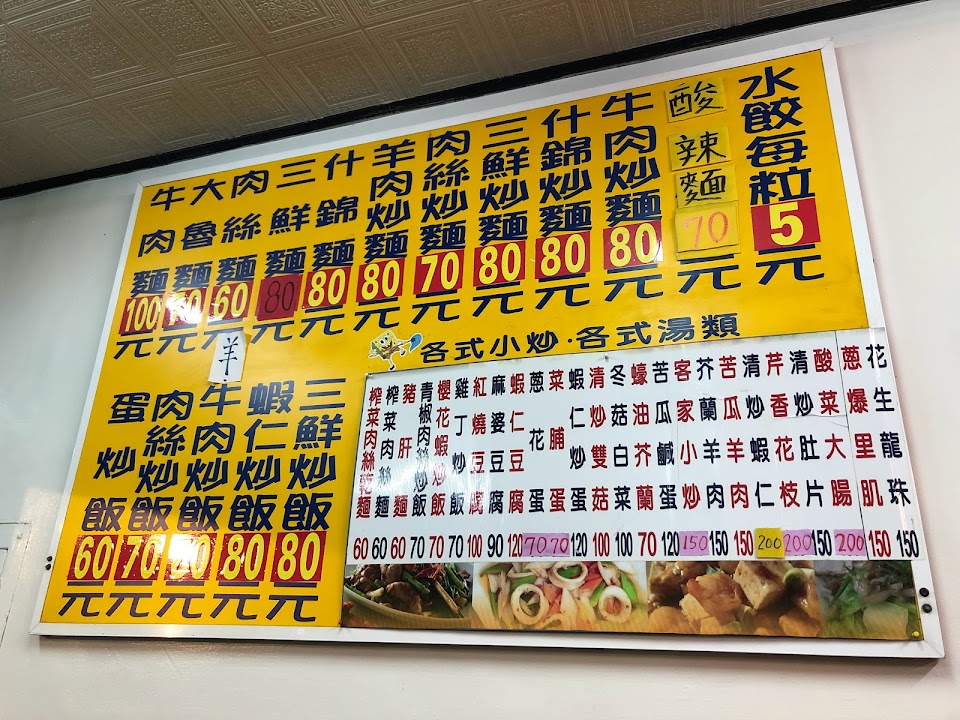 水餃每粒5元
酸辣麵70元
牛肉炒麵80元
什錦炒麵80元
三鮮炒麵80元
肉絲炒麵70元
羊肉炒麵80元
什錦麵80元
三鮮麵80元
肉絲麵60元
大魯麵元
牛肉麵100元
羊
三鮮炒飯80元
蝦仁炒飯80元
牛肉炒飯元
肉絲炒飯70元
蛋炒飯60元
各式小炒·各式湯類
花生龍珠150
蔥爆里肌150
酸菜大腸200
清炒肚片150
芹香花枝200
清炒蝦仁200
苦瓜羊肉150
芥蘭羊肉150
客家小炒150
苦瓜鹹蛋120
蠔油芥蘭70
冬菇白菜100
清炒雙菇100
蝦仁炒蛋120
菜脯蛋70
蔥花蛋70
蝦仁豆腐120
麻婆豆腐90
紅燒豆腐100
雞丁炒飯70
櫻花蝦炒飯70
青椒肉絲炒飯70
豬肝麵60
榨菜肉絲麵60
榨菜肉絲乾麵60